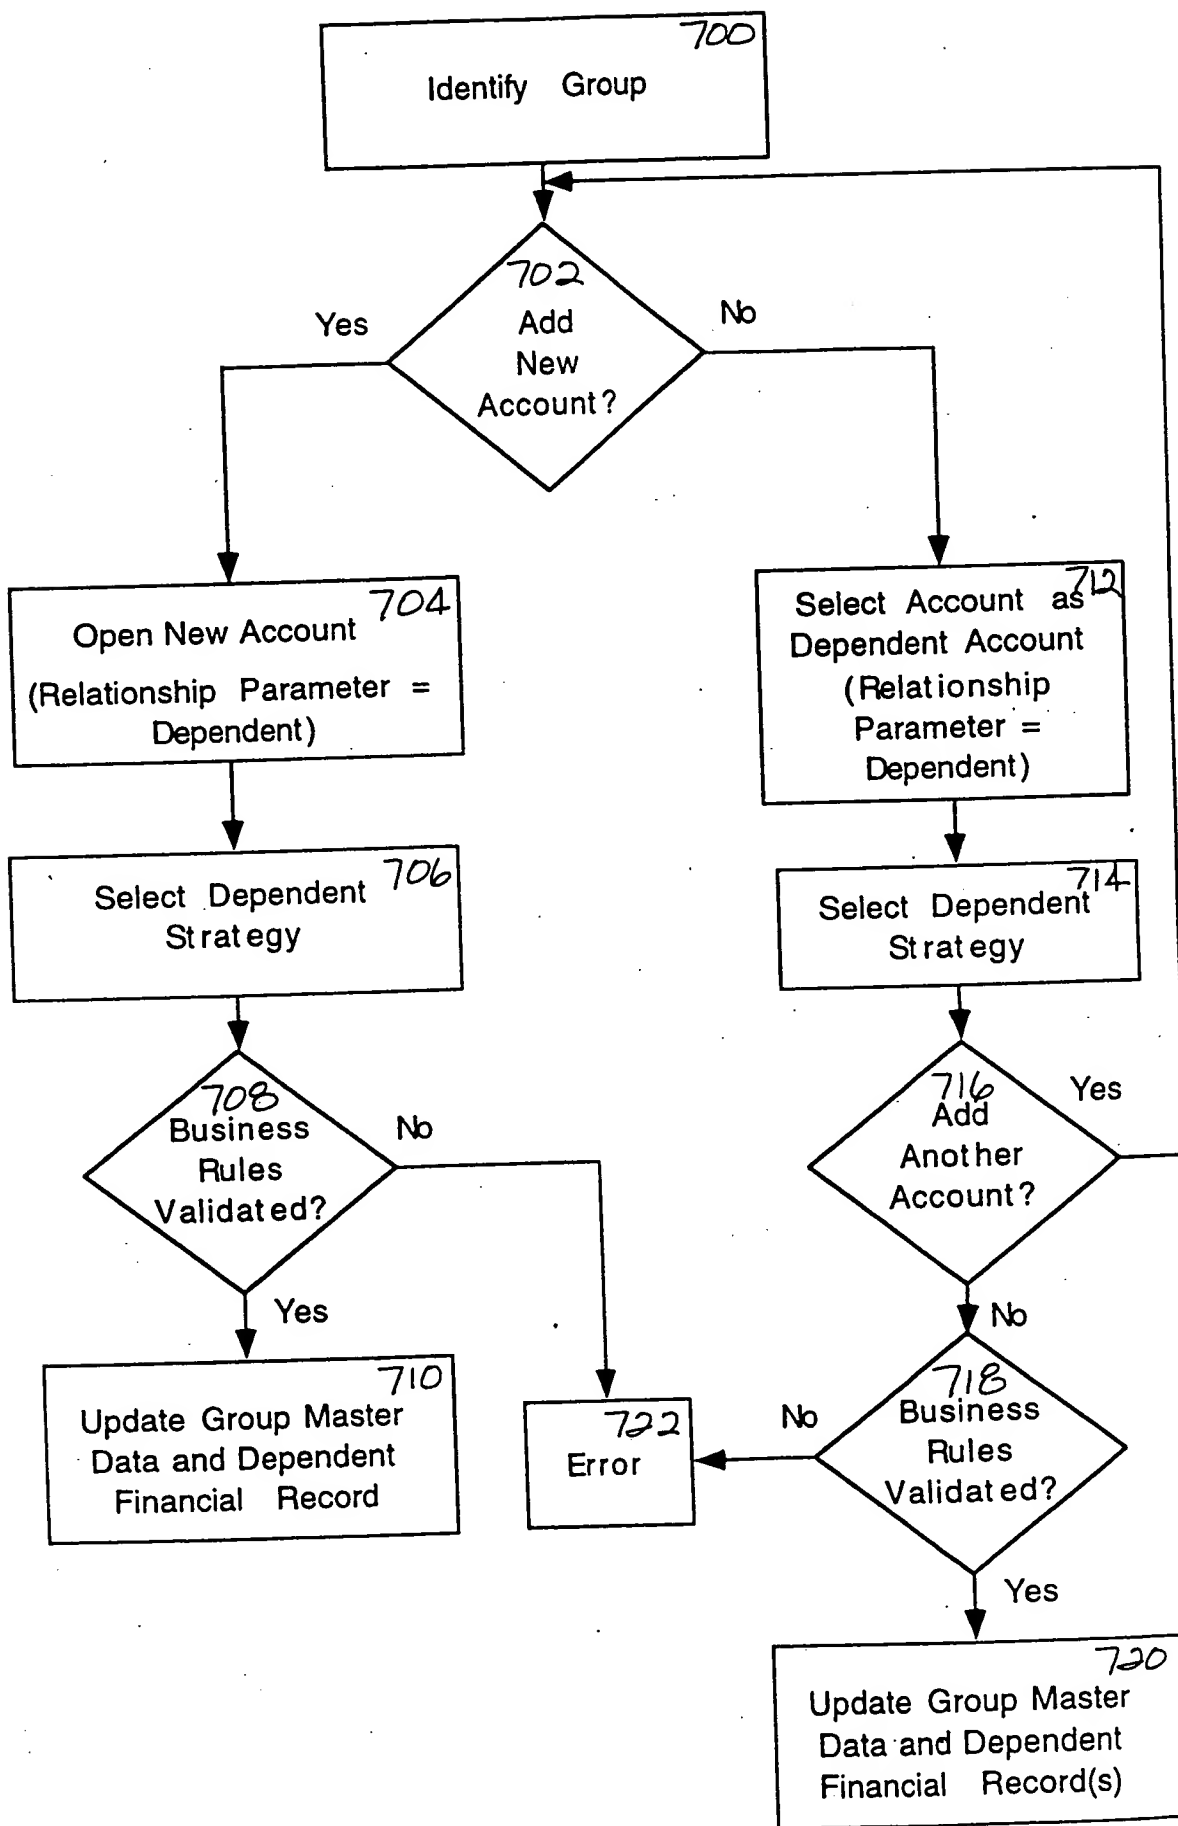 700
Identify Group
702
Add
New
Account?
Yes
No
704
Open New Account
(Relationship Parameter =
Dependent)
712
Select Account as
Dependent Account
(Relationship
Parameter =
Dependent)
706
Select Dependent
Strategy
714
Select Dependent
Strategy
708
Business
Rules
Validated?
No
Yes
716
Add
Another
Account?
Yes
No
710
Update Group Master
Data and Dependent
Financial Record
722
Error
No
718
Business
Rules
Validated?
Yes
720
Update Group Master
Data and Dependent
Financial Record(s)